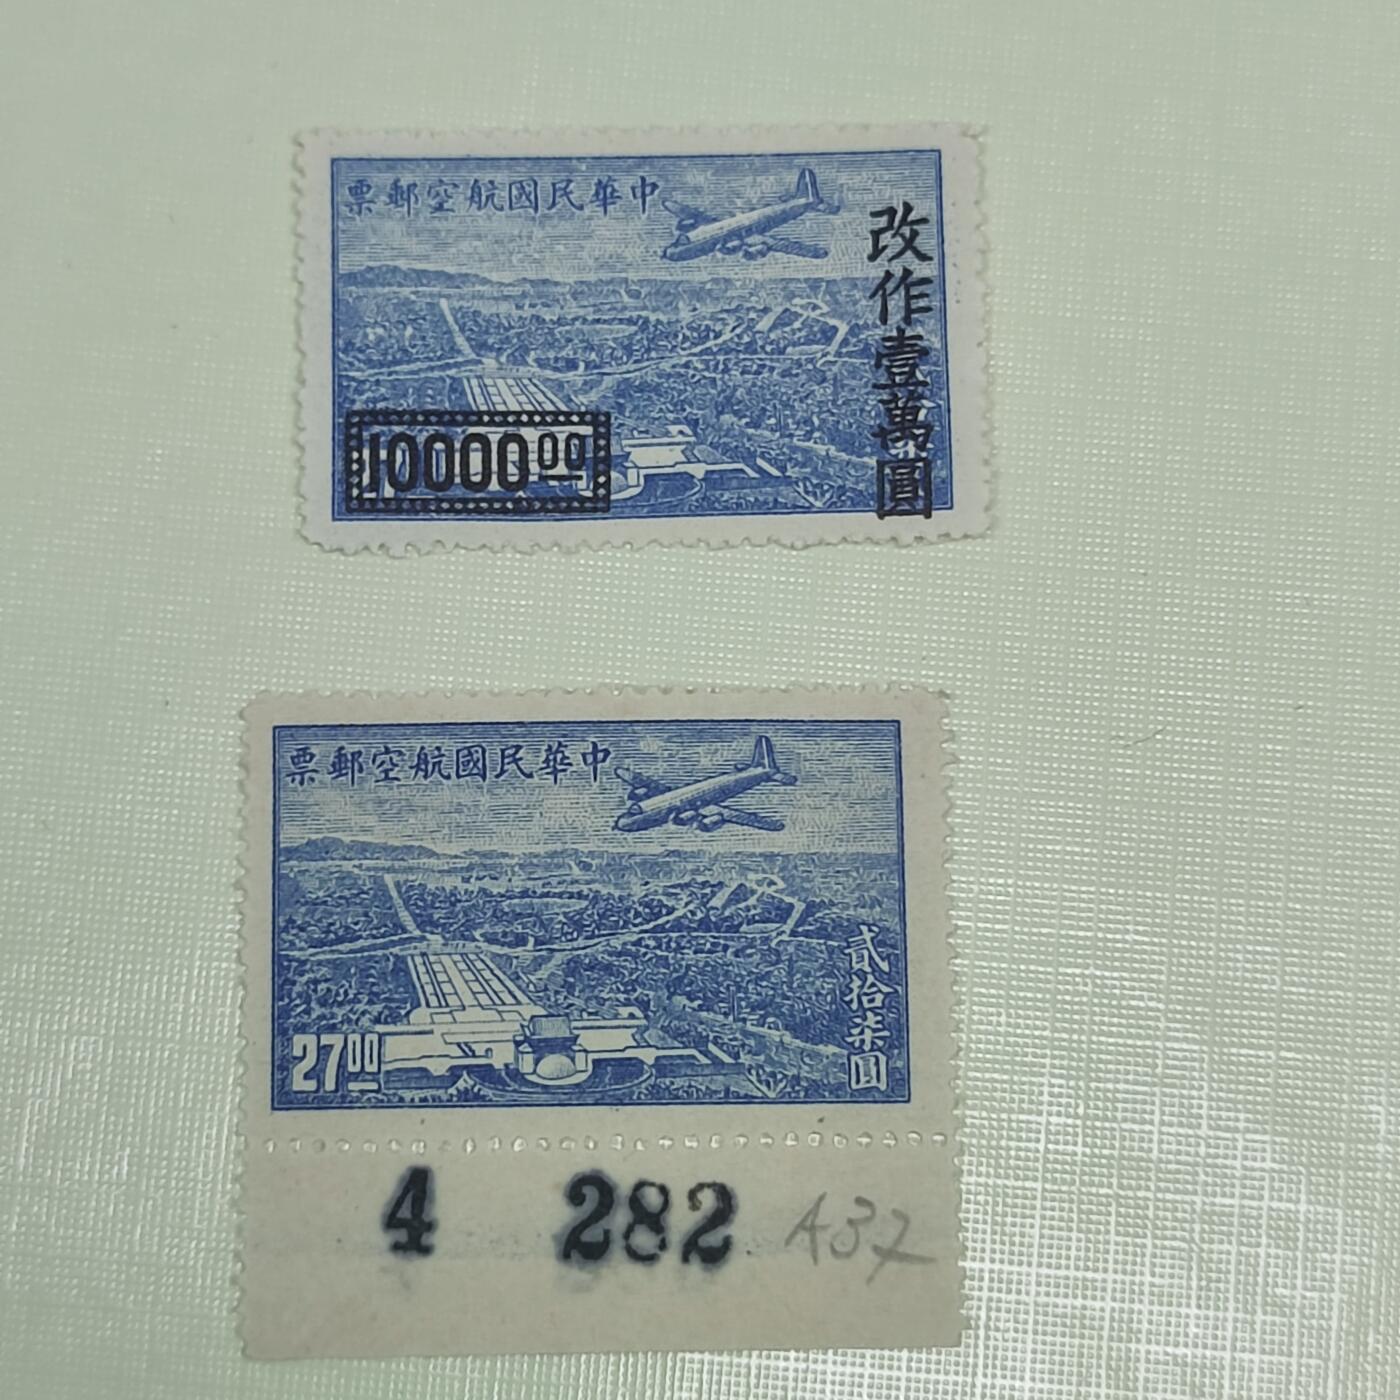 中華民國航空郵票
改作壹萬圓
10000.00
中華民國航空郵票
貳拾柒圓
27.00
4 282 A37